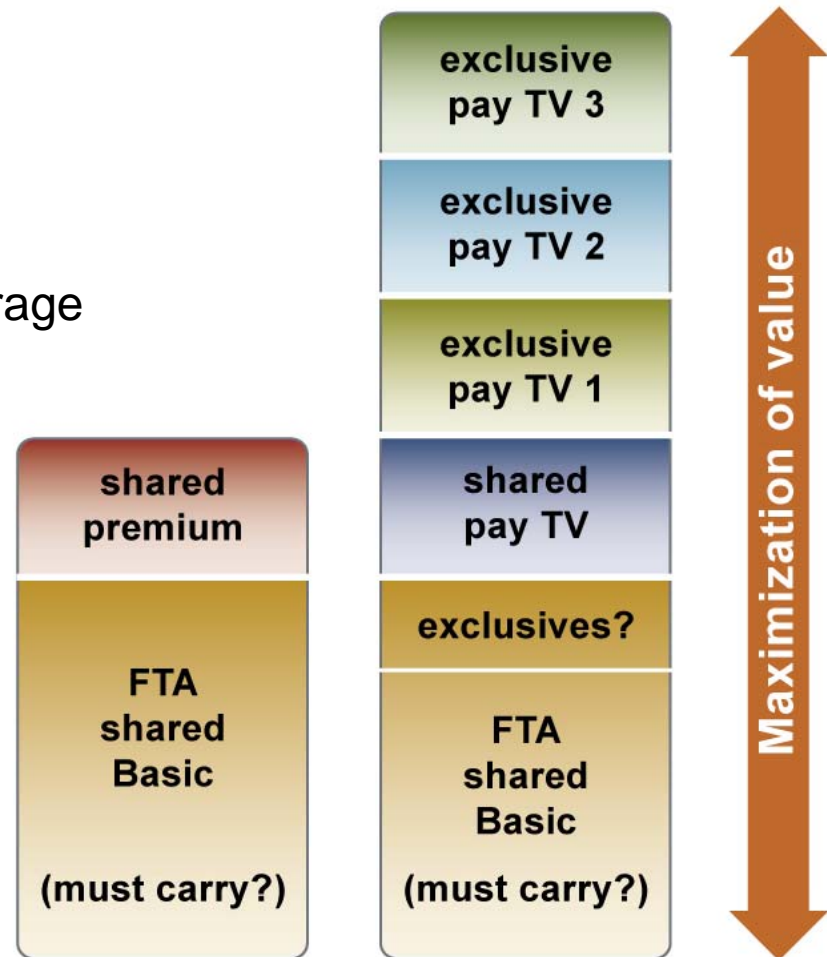 rage
shared
premium
FTA
shared
Basic
(must carry?)
exclusive
pay TV 3
exclusive
pay TV 2
exclusive
pay TV 1
shared
pay TV
exclusives?
FTA
shared
Basic
(must carry?)
Maximization of value